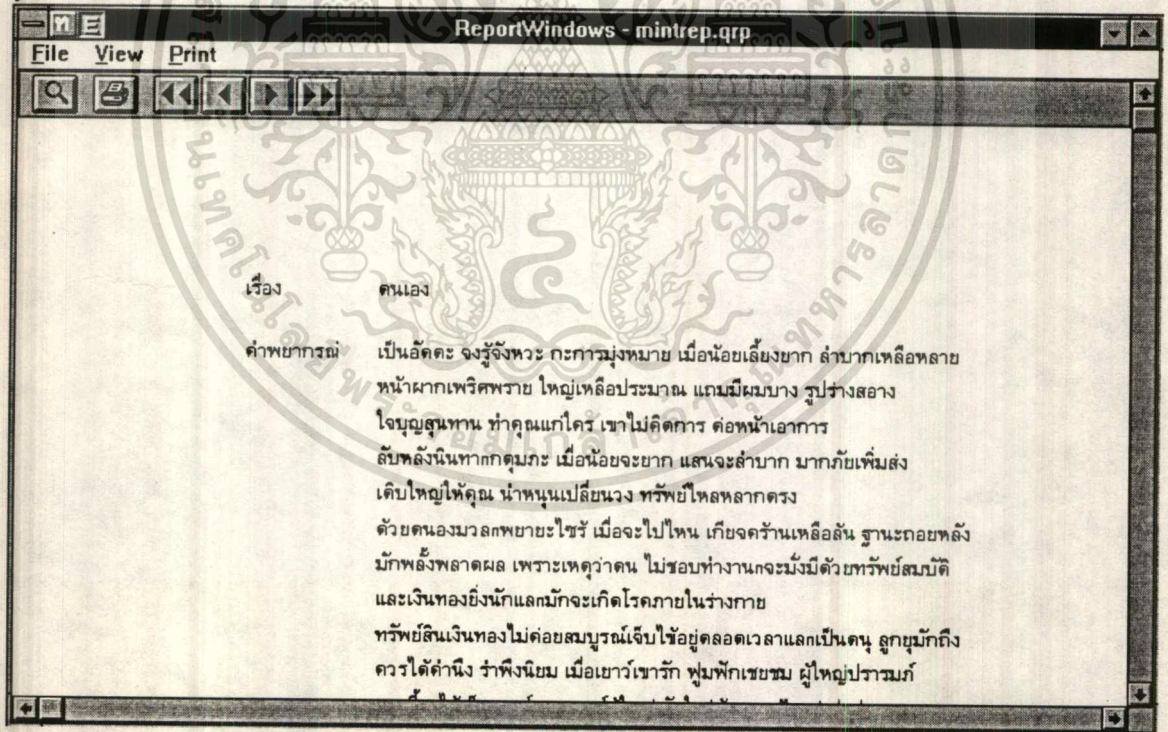 ReportWindows - mintrep.qrp
File View Print
เรื่อง ตนเอง
คำพยากรณ์ เป็นอัตตะ จงรู้จังหวะ กะการมุ่งหมาย เมื่อน้อยเลี้ยงยาก ลำบากเหลือหลาย
หน้าผากเพริศพราย ใหญ่เหลือประมาณ แถมมีผมบาง รูปร่างสอาง
ใจบุญสุนทาน ทำคุณแก่ใคร เขาไม่คิดการ ต่อหน้าเอาการ
ลับหลังนินทาnกดุมภะ เมื่อน้อยจะยาก แสนจะลำบาก มากภัยเพิ่มส่ง
เติบใหญ่ให้คุณ นำหนุนเปลี่ยนวง ทรัพย์ไหลหลากตรง
ด้วยตนองมวลnพยายะไซร้ เมื่อจะไปไหน เกียจคร้านเหลือล้น ฐานะถอยหลัง
มักพลั้งพลาดผล เพราะเหตุว่าตน ไม่ชอบทำงานnจะมั่งมีด้วยทรัพย์สมบัติ
และเงินทองยิ่งนักแลnมักจะเกิดโรคภายในร่างกาย
ทรัพย์สินเงินทองไม่ค่อยสมบูรณ์เจ็บไข้อยู่ตลอดเวลาแลnเป็นตนุ ลูกยุมักถึง
ควรได้คำนึง รำพึงนิยม เมื่อเยาว์เขารัก ฟูมฟักเชยชม ผู้ใหญ่ปรารมภ์